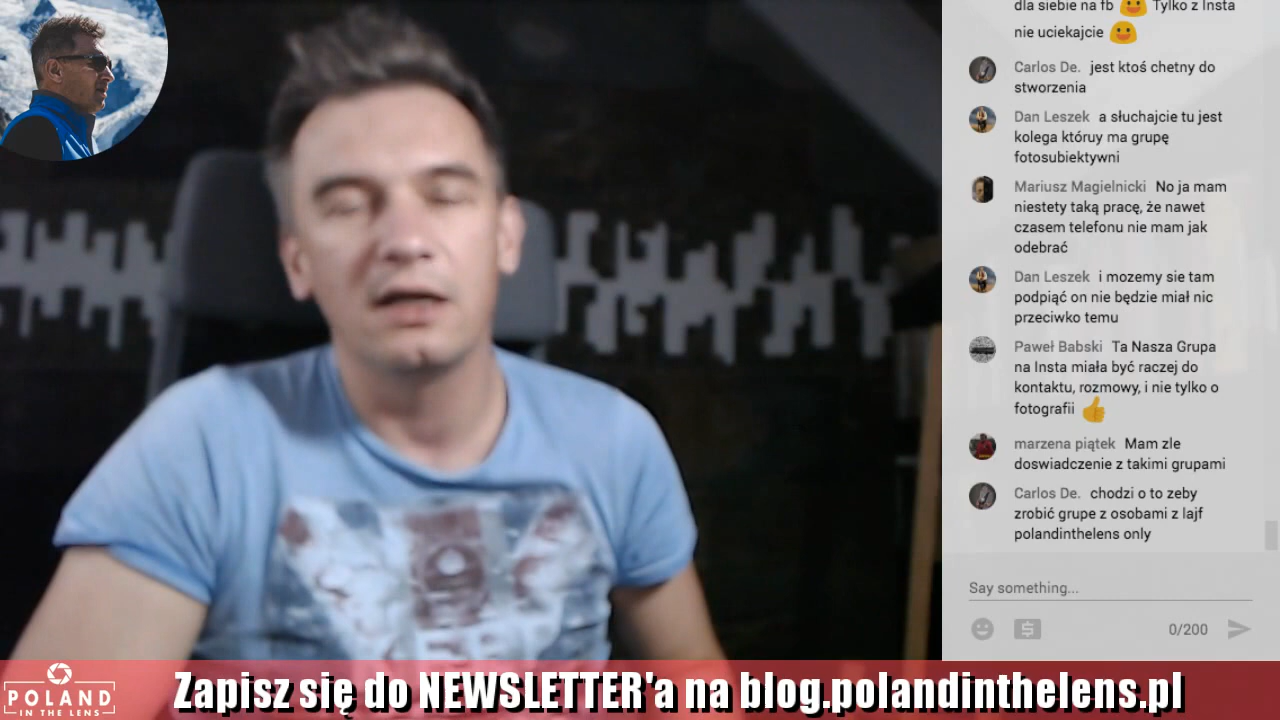 dla siebie na fb 😃 Tylko z Insta
nie uciekajcie 😃
Carlos De. jest ktoś chetny do
stworzenia
Dan Leszek a słuchajcie tu jest
kolega któruy ma grupę
fotosubiektywni
Mariusz Magielnicki No ja mam
niestety taką pracę, że nawet
czasem telefonu nie mam jak
odebrać
Dan Leszek i mozemy sie tam
podpiąć on nie będzie miał nic
przeciwko temu
Paweł Babski Ta Nasza Grupa
na Insta miała być raczej do
kontaktu, rozmowy, i nie tylko o
fotografii 👍
marzena piątek Mam zle
doswiadczenie z takimi grupami
Carlos De. chodzi o to zeby
zrobić grupe z osobami z lajf
polandinthelens only
Say something...
0/200
POLAND
IN THE LENS
Zapisz się do NEWSLETTER'a na blog.polandinthelens.pl